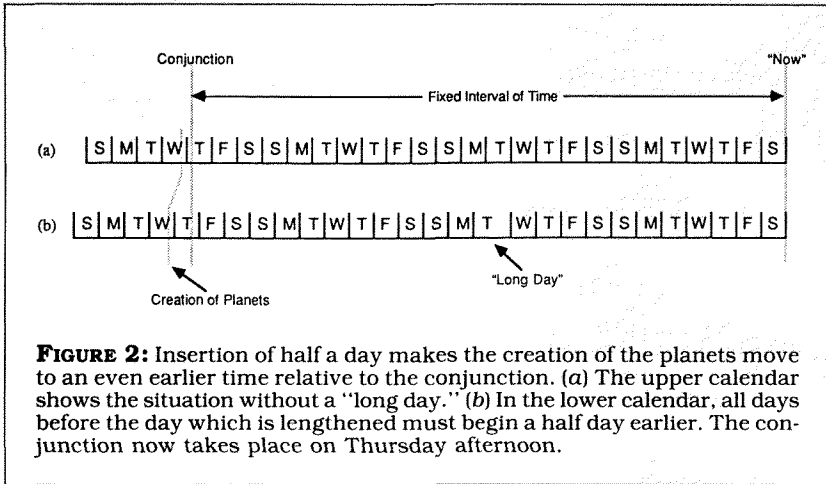 Conjunction "Now"
Fixed Interval of Time
(a) S M T W T F S S M T W T F S S M T W T F S S M T W T F S
(b) S M T W T F S S M T W T F S S M T W T F S S M T W T F S
"Long Day"
Creation of Planets
FIGURE 2: Insertion of half a day makes the creation of the planets move
to an even earlier time relative to the conjunction. (a) The upper calendar
shows the situation without a "long day." (b) In the lower calendar, all days
before the day which is lengthened must begin a half day earlier. The con-
junction now takes place on Thursday afternoon.